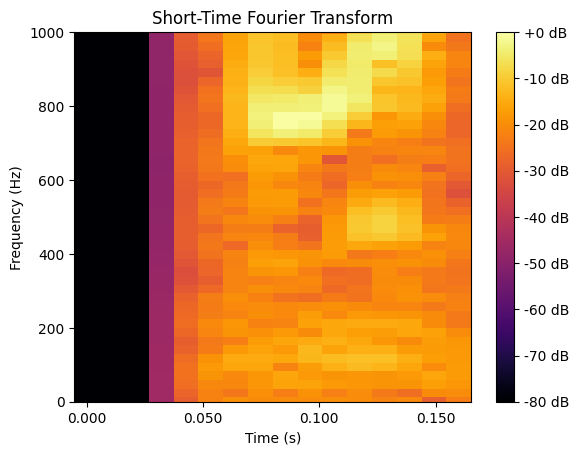 Short-Time Fourier Transform
1000
800
600
400
200
0
Frequency (Hz)
0.000
0.050
0.100
0.150
Time (s)
+0 dB
-10 dB
-20 dB
-30 dB
-40 dB
-50 dB
-60 dB
-70 dB
-80 dB